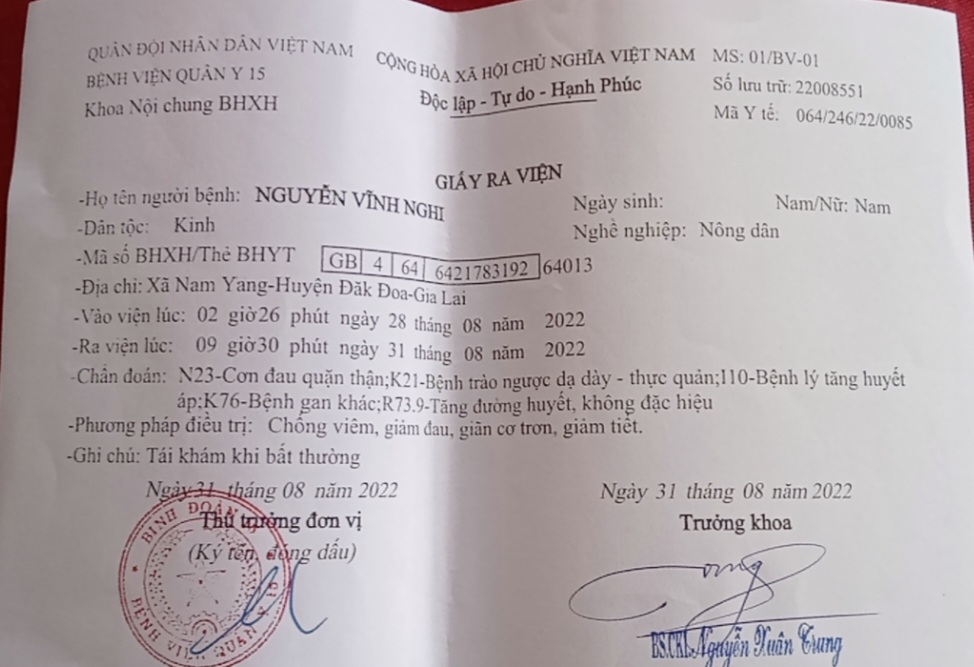 QUÂN ĐỘI NHÂN DÂN VIỆT NAM
BỆNH VIỆN QUÂN Y 15
Khoa Nội chung BHXH
CỘNG HÒA XÃ HỘI CHỦ NGHĨA VIỆT NAM
Độc lập - Tự do - Hạnh Phúc
MS: 01/BV-01
Số lưu trữ: 22008551
Mã Y tế: 064/246/22/0085
GIẤY RA VIỆN
-Họ tên người bệnh: NGUYỄN VĨNH NGHI
Ngày sinh: Nam/Nữ: Nam
-Dân tộc: Kinh
Nghề nghiệp: Nông dân
-Mã số BHXH/Thẻ BHYT GB 4 64 6421783192 64013
-Địa chỉ: Xã Nam Yang-Huyện Đăk Đoa-Gia Lai
-Vào viện lúc: 02 giờ26 phút ngày 28 tháng 08 năm 2022
-Ra viện lúc: 09 giờ30 phút ngày 31 tháng 08 năm 2022
-Chẩn đoán: N23-Cơn đau quặn thận;K21-Bệnh trào ngược dạ dày - thực quản;I10-Bệnh lý tăng huyết
áp;K76-Bệnh gan khác;R73.9-Tăng đường huyết, không đặc hiệu
-Phương pháp điều trị: Chống viêm, giảm đau, giãn cơ trơn, giảm tiết.
-Ghi chú: Tái khám khi bất thường
Ngày 31 tháng 08 năm 2022
Thủ trưởng đơn vị
(Ký tên, đóng dấu)
BINH ĐOÀN 15
BỆNH VIỆN QUÂN Y 15
Ngày 31 tháng 08 năm 2022
Trưởng khoa
BS.CKI.Nguyễn Xuân Trung